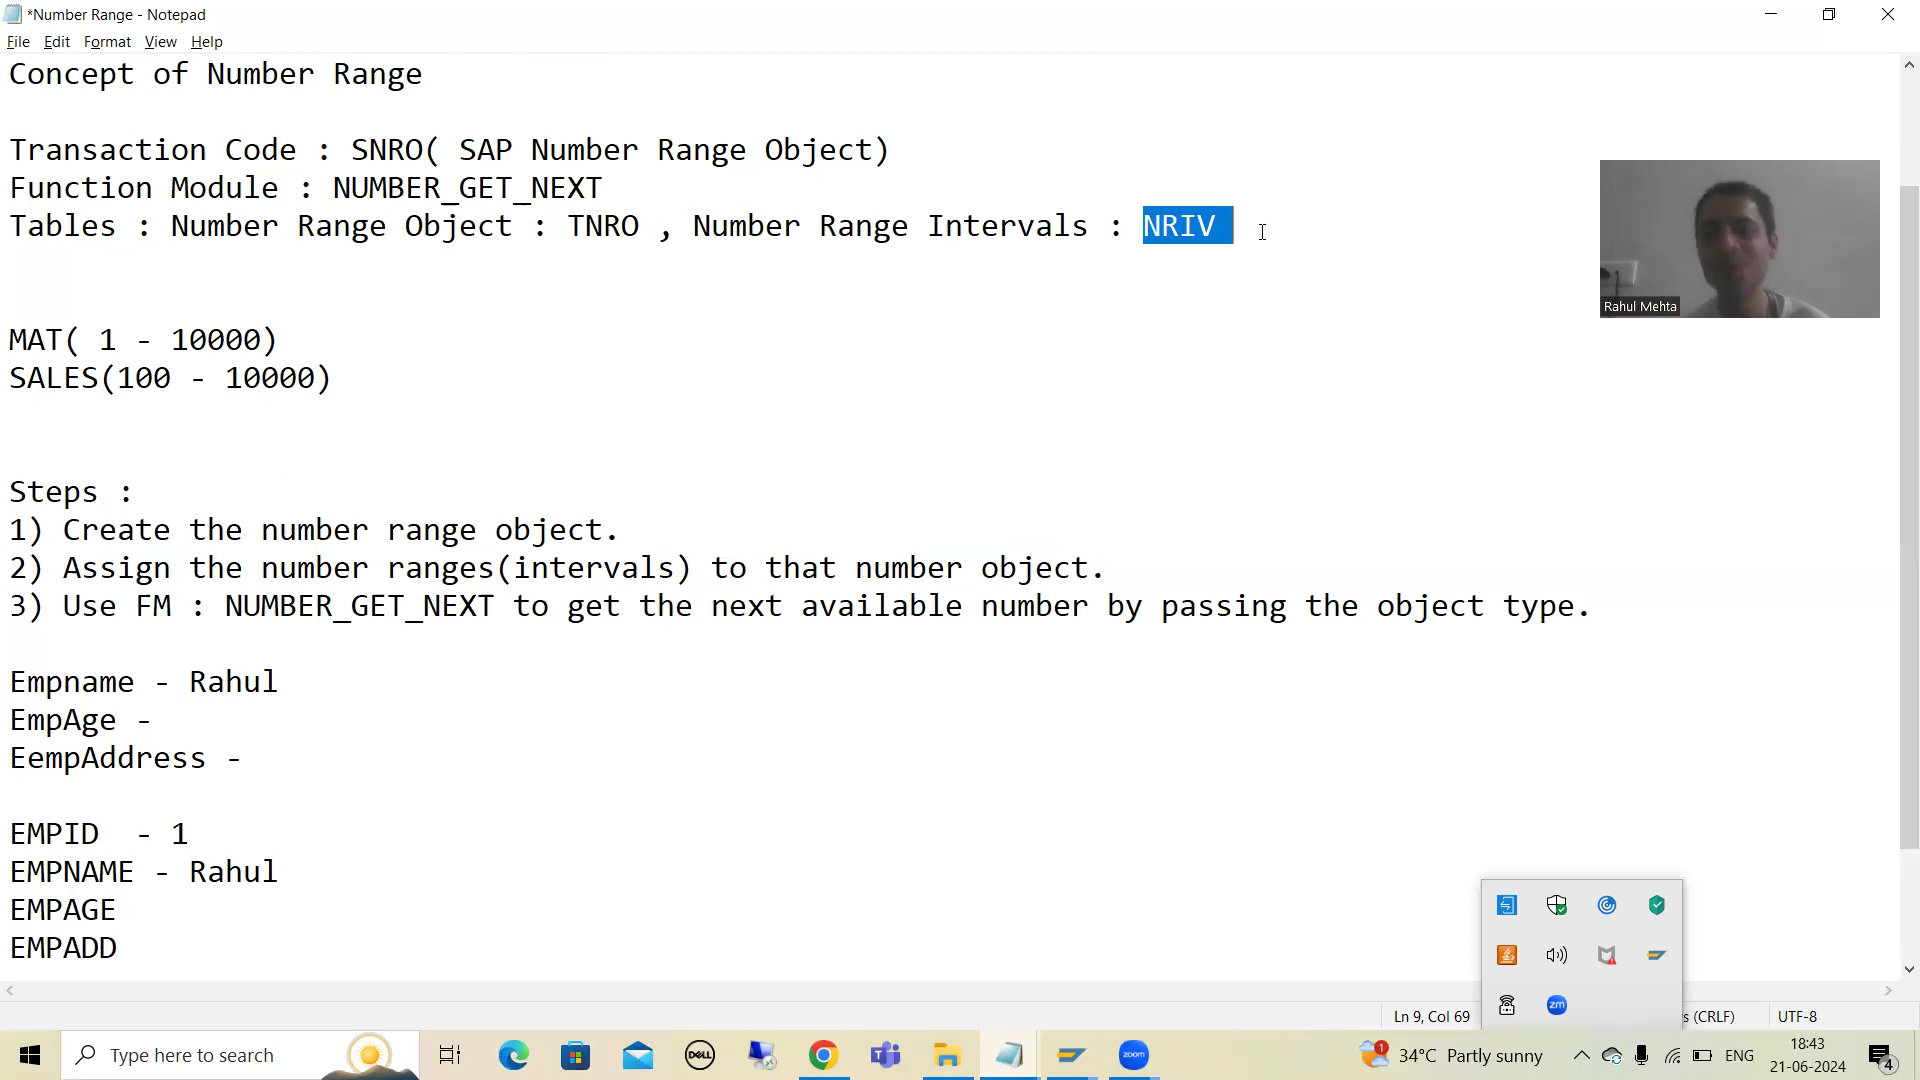 *Number Range - Notepad
File Edit Format View Help
Concept of Number Range
Transaction Code : SNRO( SAP Number Range Object)
Function Module : NUMBER_GET_NEXT
Tables : Number Range Object : TNRO , Number Range Intervals : NRIV
Rahul Mehta
MAT( 1 - 10000)
SALES(100 - 10000)
Steps :
1) Create the number range object.
2) Assign the number ranges(intervals) to that number object.
3) Use FM : NUMBER_GET_NEXT to get the next available number by passing the object type.
Empname - Rahul
EmpAge -
EempAddress -
EMPID - 1
EMPNAME - Rahul
EMPAGE
EMPADD
zm
Ln 9, Col 69 s (CRLF) UTF-8
Type here to search
DELL
zoom
1
34°C Partly sunny
ENG
18:43
21-06-2024
4